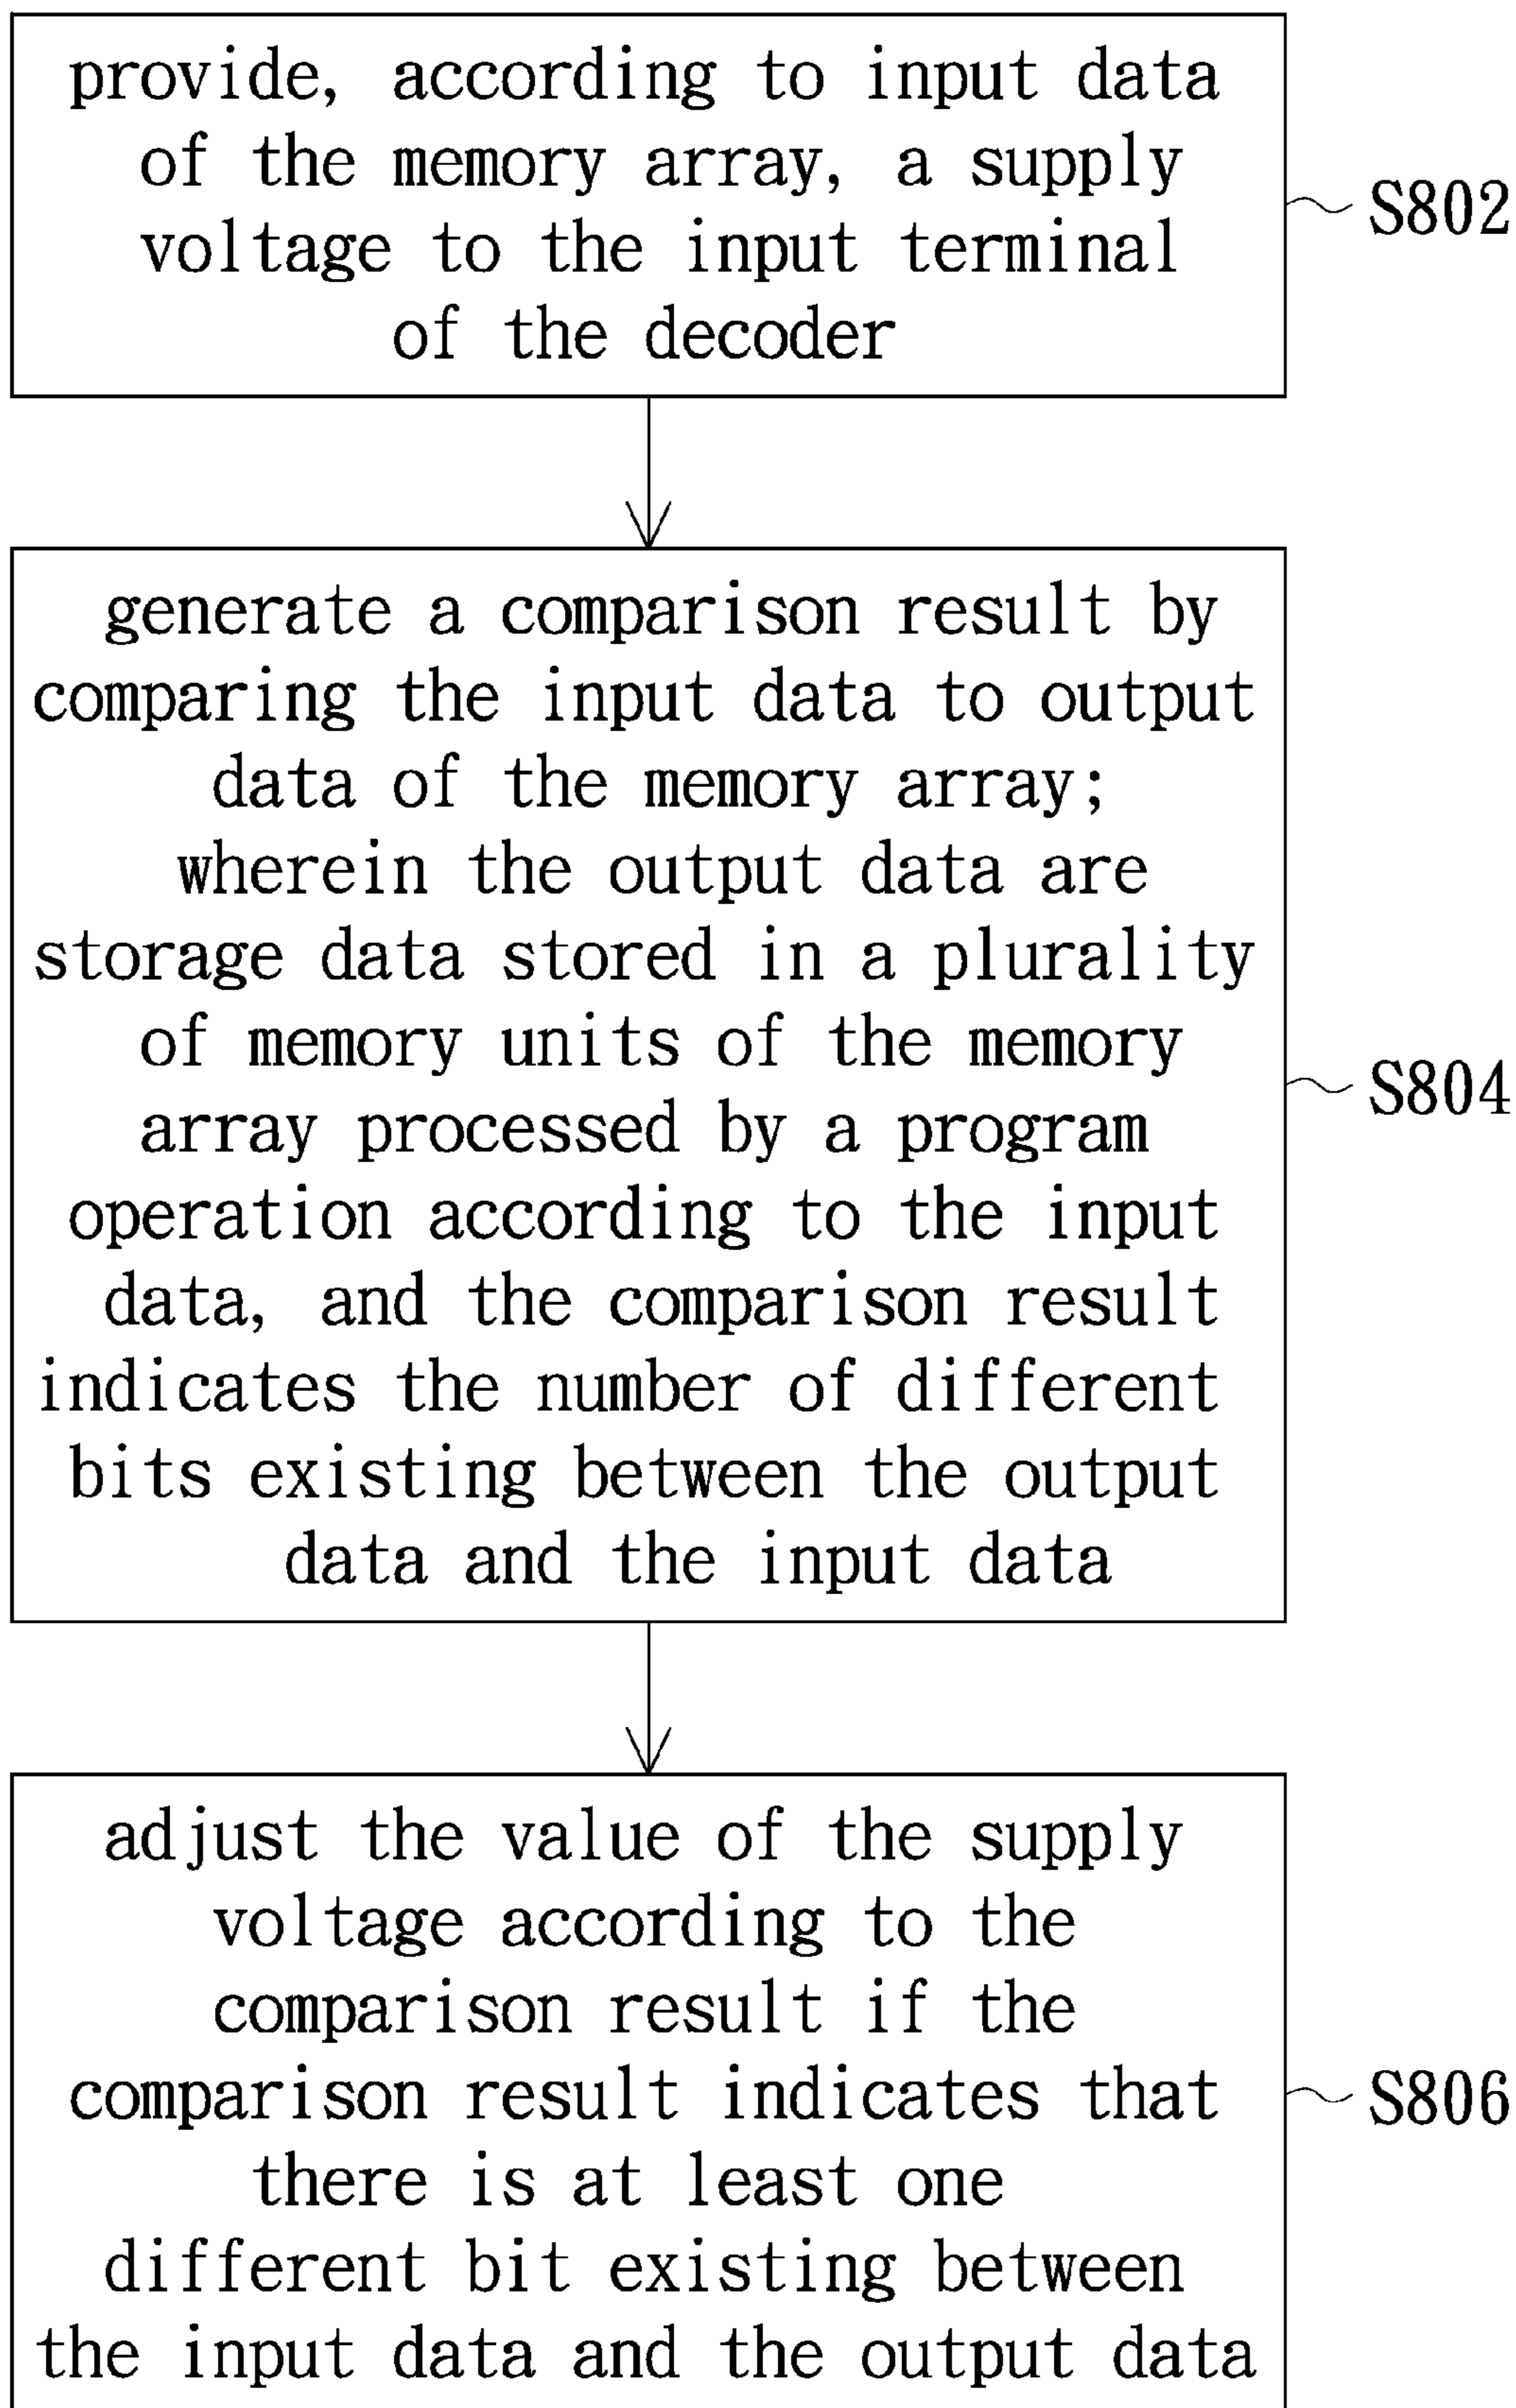 provide, according to input data
of the memory array, a supply
voltage to the input terminal
of the decoder
S802
generate a comparison result by
comparing the input data to output
data of the memory array;
wherein the output data are
storage data stored in a plurality
of memory units of the memory
array processed by a program
operation according to the input
data, and the comparison result
indicates the number of different
bits existing between the output
data and the input data
S804
adjust the value of the supply
voltage according to the
comparison result if the
comparison result indicates that
there is at least one
different bit existing between
the input data and the output data
S806